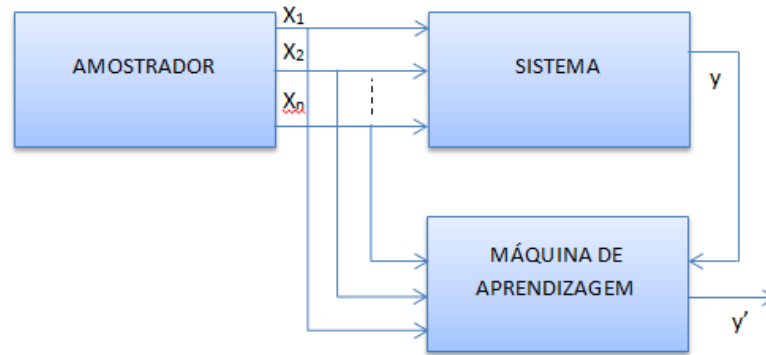 X₁
AMOSTRADOR
X₂
Xₙ
SISTEMA
y
MÁQUINA DE
APRENDIZAGEM
y’